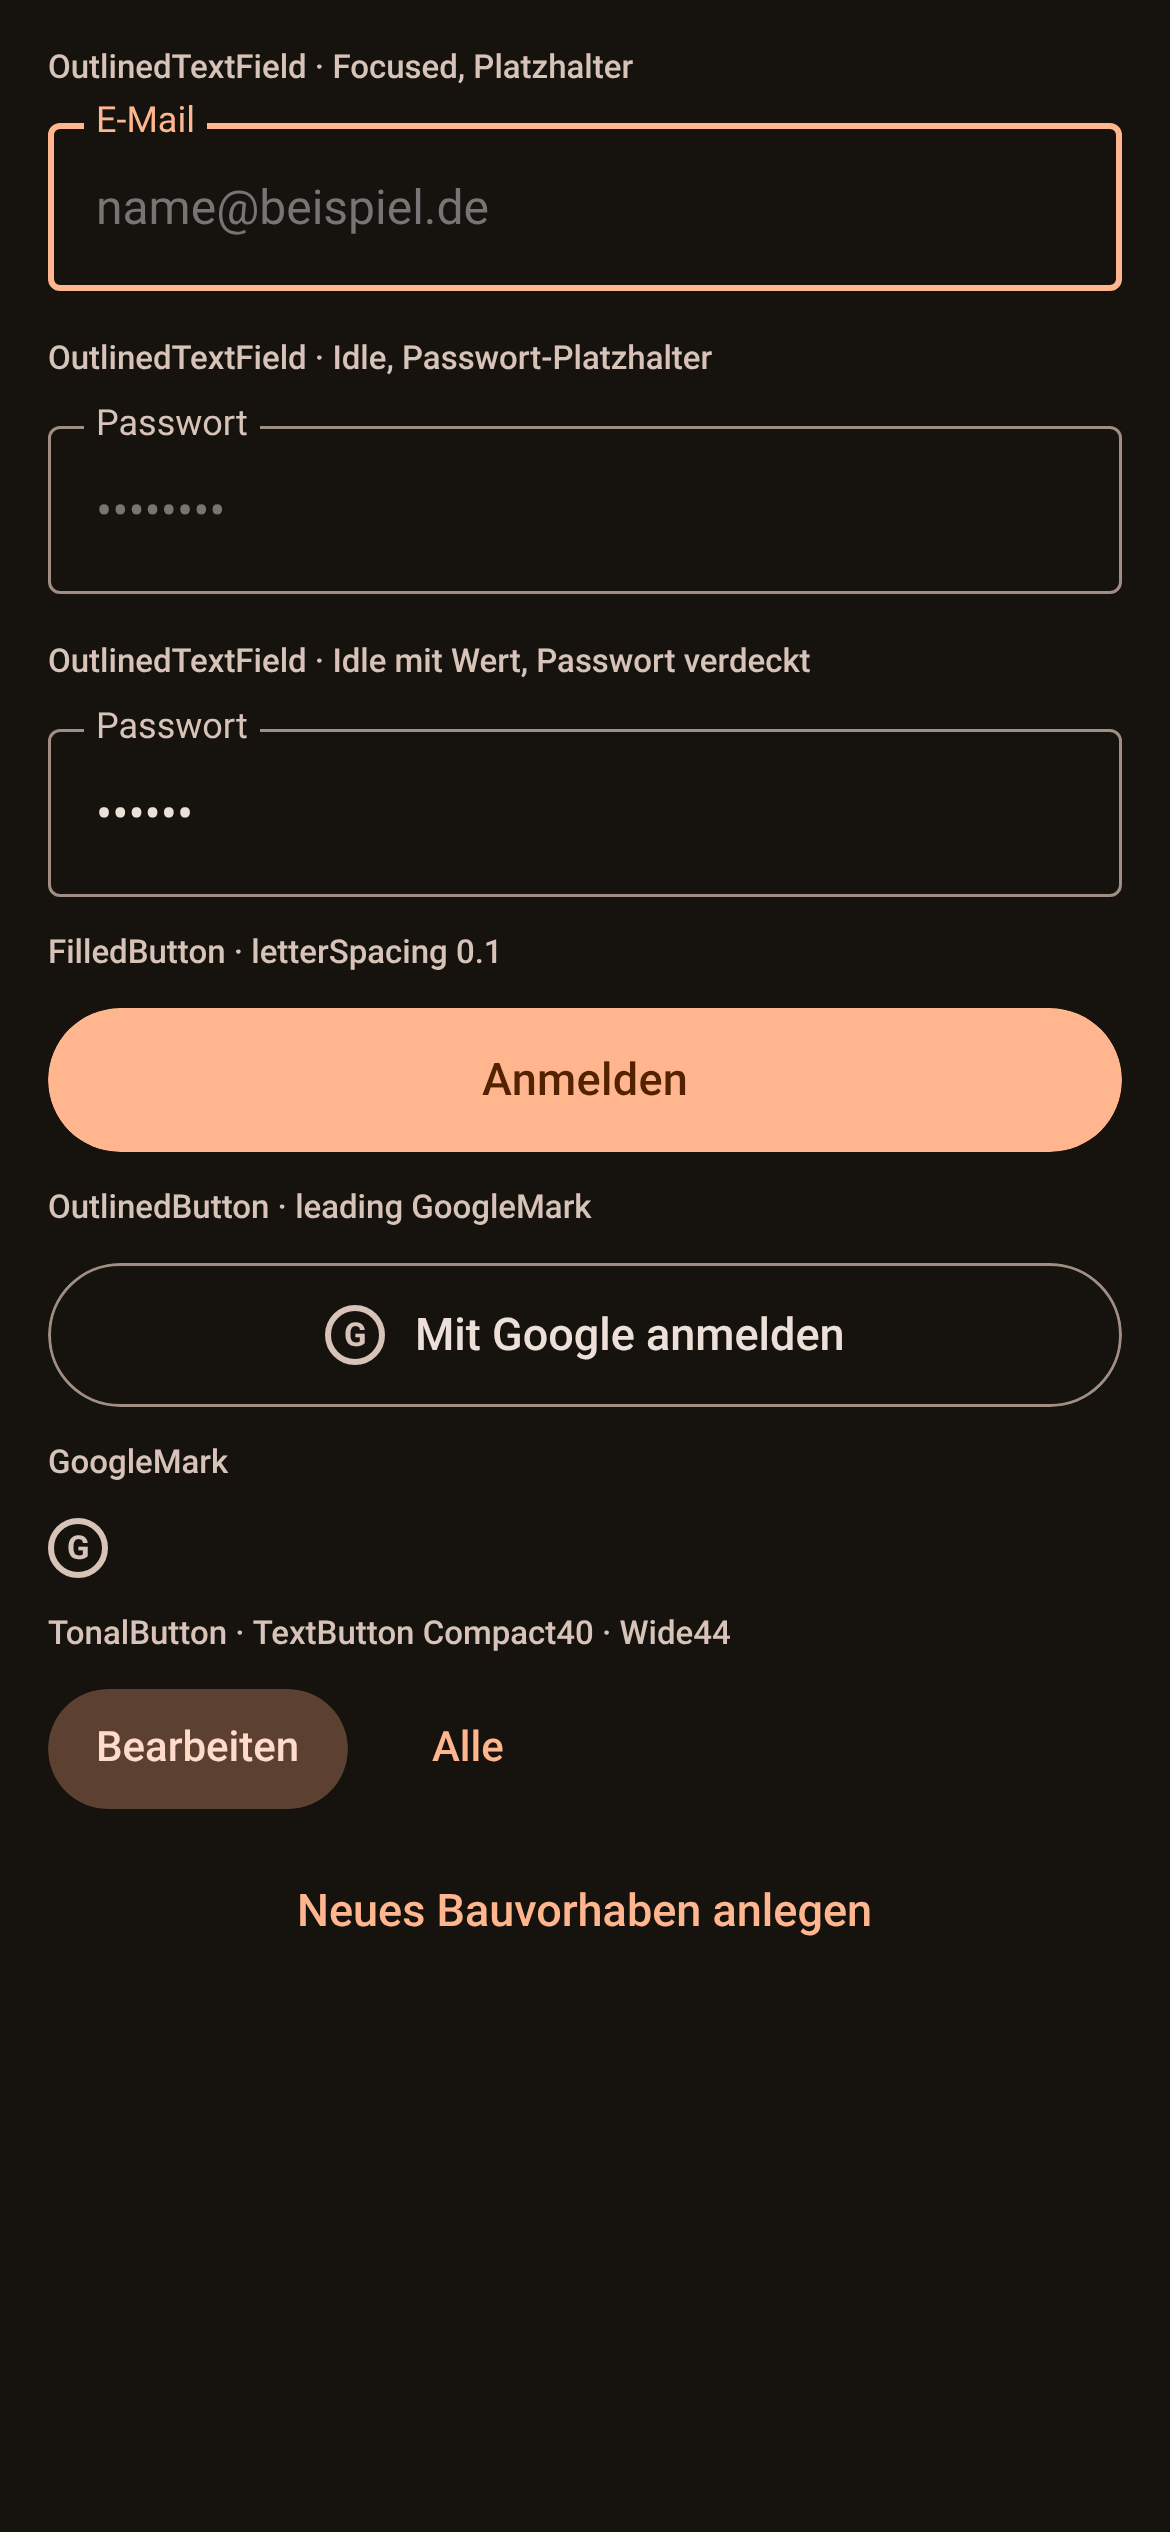 OutlinedTextField · Focused, Platzhalter
E-Mail
name@beispiel.de
OutlinedTextField · Idle, Passwort-Platzhalter
Passwort
••••••••
OutlinedTextField · Idle mit Wert, Passwort verdeckt
Passwort
••••••
FilledButton · letterSpacing 0.1
Anmelden
OutlinedButton · leading GoogleMark
G Mit Google anmelden
GoogleMark
G
TonalButton · TextButton Compact40 · Wide44
Bearbeiten Alle
Neues Bauvorhaben anlegen